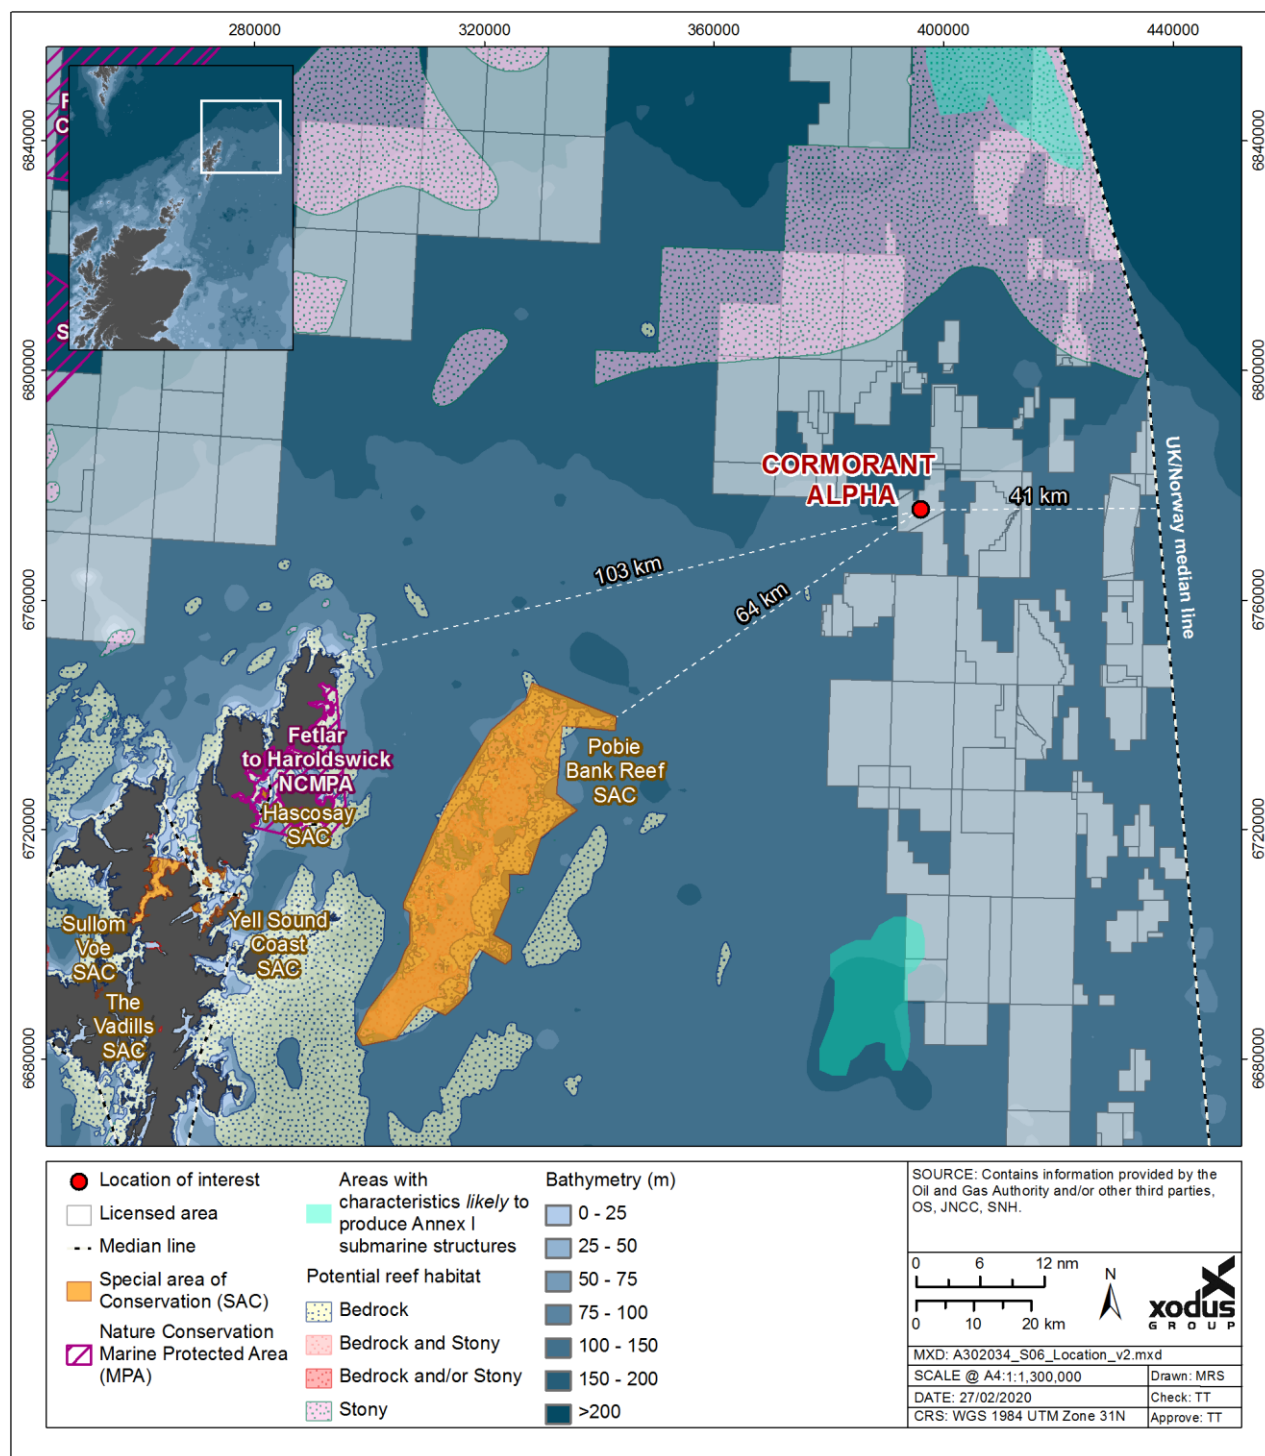 280000
320000
360000
400000
440000
6840000
6840000
6800000
6800000
6760000
6760000
6720000
6720000
6680000
6680000
F
C
S
CORMORANT
ALPHA
41 km
103 km
64 km
UK/Norway median line
Pobie
Bank Reef
SAC
Fetlar
to Haroldswick
NCMPA
Hascosay
SAC
Yell Sound
Coast
SAC
Sullom
Voe
SAC
The
Vadills
SAC
Location of interest
Licensed area
Median line
Special area of
Conservation (SAC)
Nature Conservation
Marine Protected Area
(MPA)
Areas with
characteristics likely to
produce Annex I
submarine structures
Potential reef habitat
Bedrock
Bedrock and Stony
Bedrock and/or Stony
Stony
Bathymetry (m)
0 - 25
25 - 50
50 - 75
75 - 100
100 - 150
150 - 200
>200
SOURCE: Contains information provided by the
Oil and Gas Authority and/or other third parties,
OS, JNCC, SNH.
0 6 12 nm
0 10 20 km
N
xodus
GROUP
MXD: A302034_S06_Location_v2.mxd
SCALE @ A4:1:1,300,000
Drawn: MRS
DATE: 27/02/2020
Check: TT
CRS: WGS 1984 UTM Zone 31N
Approve: TT